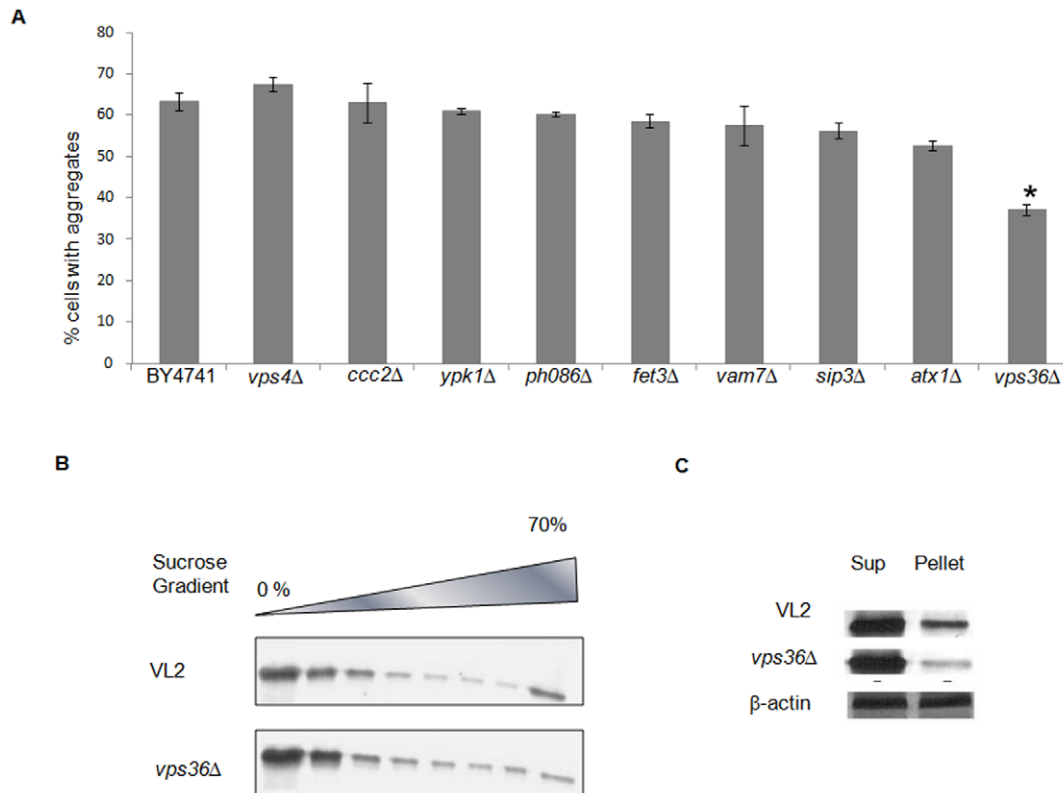 A
% cells with aggregates
80
70
60
50
40
30
20
10
0
*
BY4741 vps4Δ ccc2Δ ypk1Δ ph086Δ fet3Δ vam7Δ sip3Δ atx1Δ vps36Δ
B
70%
Sucrose
Gradient
0 %
VL2
vps36Δ
C
Sup Pellet
VL2
vps36Δ
β-actin